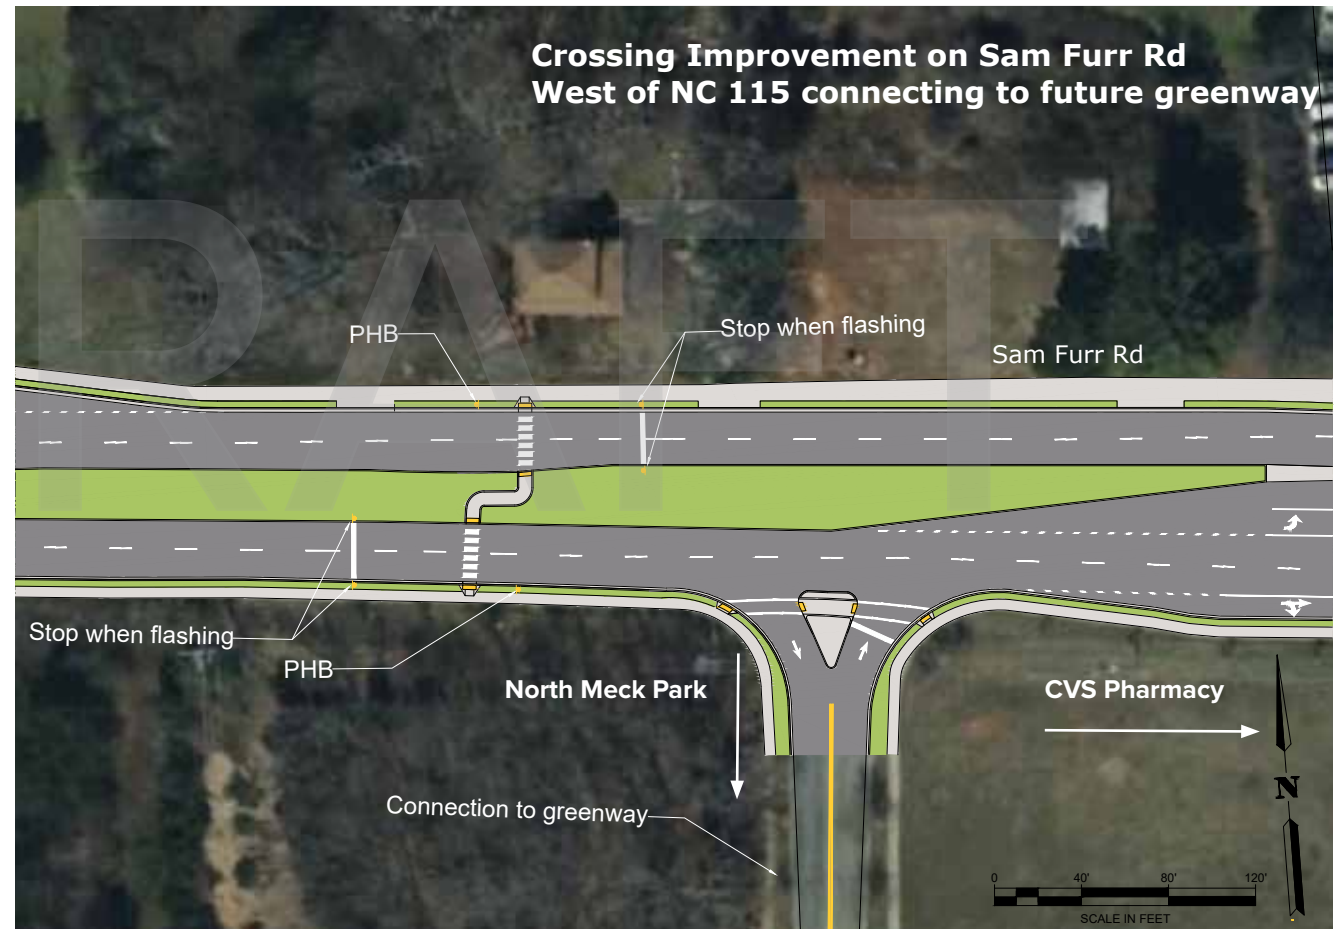 Crossing Improvement on Sam Furr Rd
West of NC 115 connecting to future greenway
RAFT
PHB
Stop when flashing
Sam Furr Rd
Stop when flashing
PHB
North Meck Park
CVS Pharmacy
Connection to greenway
N
0 40' 80' 120'
SCALE IN FEET